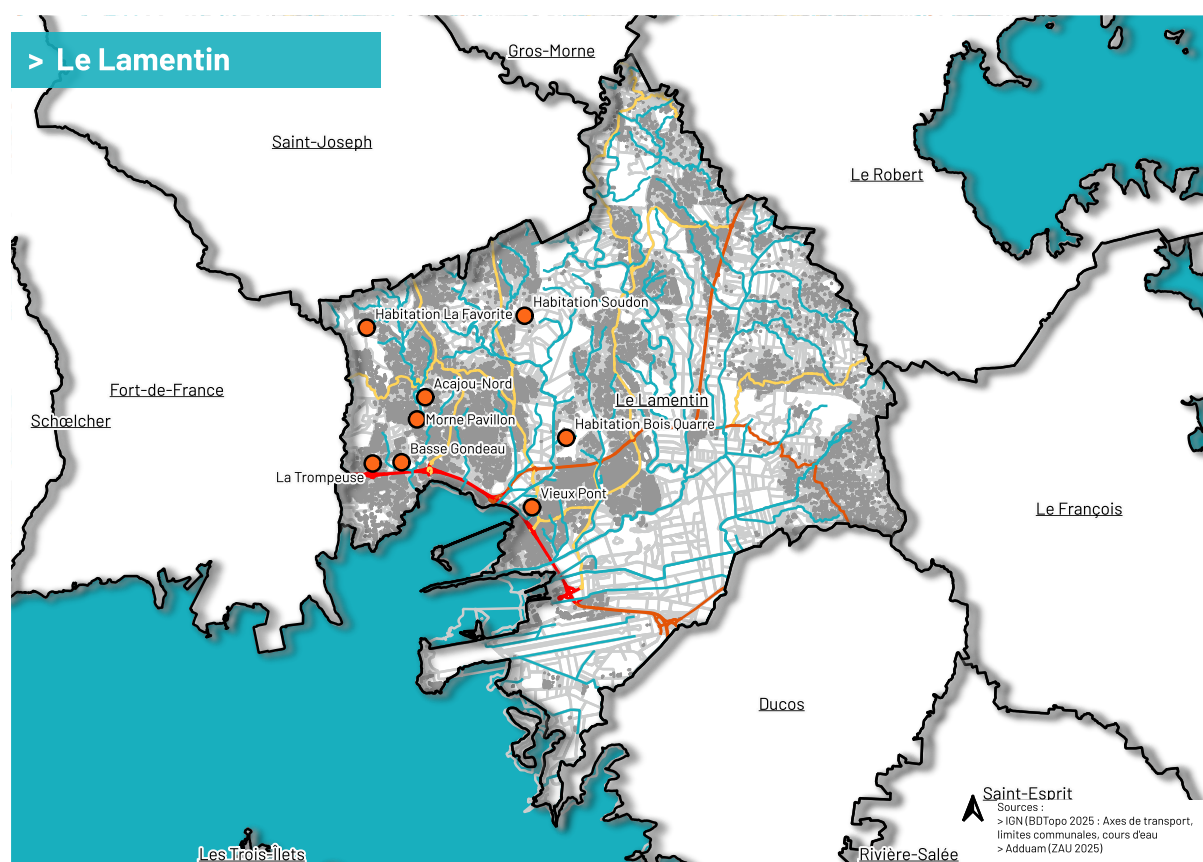 > Le Lamentin
Gros-Morne
Saint-Joseph
Le Robert
Habitation Soudon
Habitation La Favorite
Fort-de-France
Acajou-Nord
Le Lamentin
Schœlcher
Morne Pavillon
Habitation Bois Quarre
Basse Gondeau
La Trompeuse
Vieux Pont
Le François
Ducos
Saint-Esprit
Sources :
> IGN (BDTopo 2025 : Axes de transport,
limites communales, cours d'eau
> Adduam (ZAU 2025)
Les Trois-Îlets
Rivière-Salée